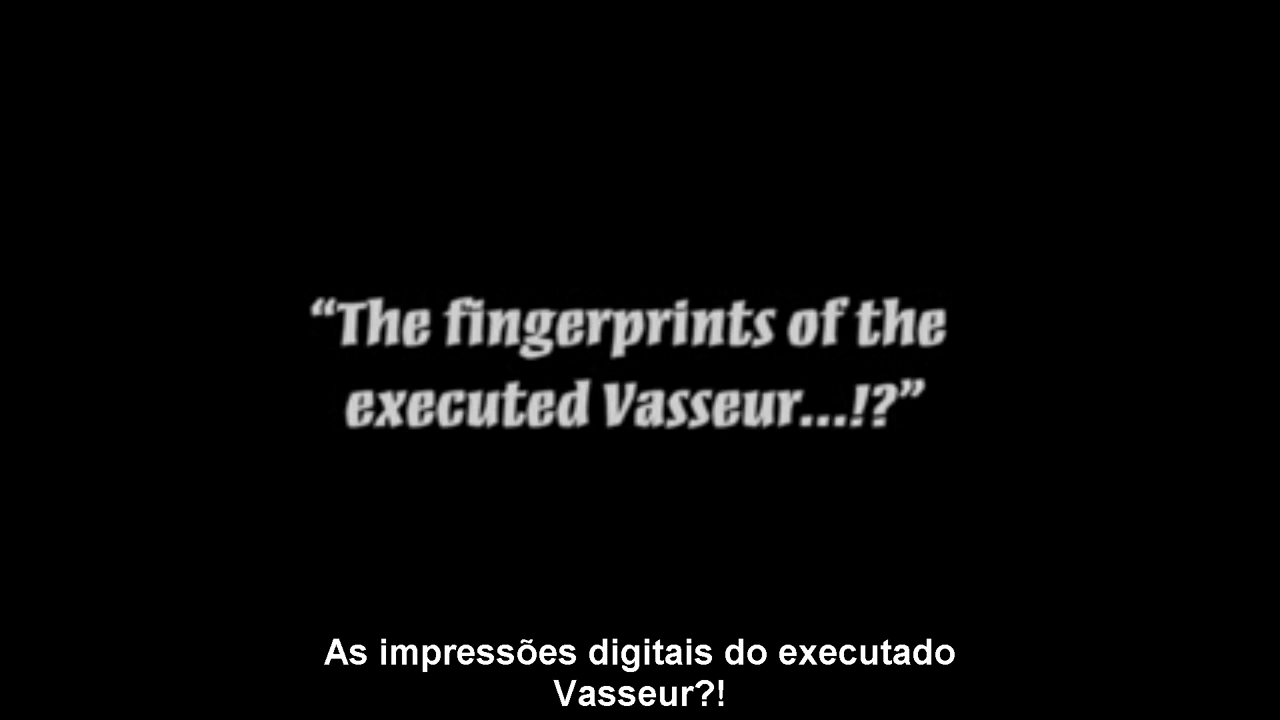 “The fingerprints of the
executed Vasseur...!?”
As impressões digitais do executado
Vasseur?!